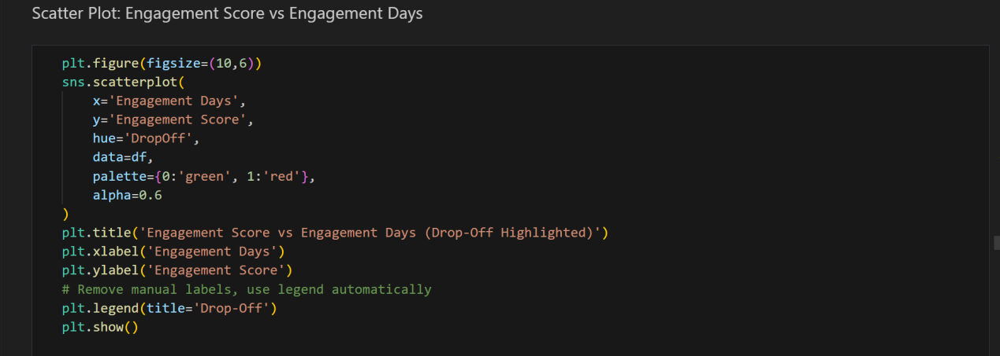 Scatter Plot: Engagement Score vs Engagement Days
plt.figure(figsize=(10,6))
sns.scatterplot(
    x='Engagement Days',
    y='Engagement Score',
    hue='DropOff',
    data=df,
    palette={0:'green', 1:'red'},
    alpha=0.6
)
plt.title('Engagement Score vs Engagement Days (Drop-Off Highlighted)')
plt.xlabel('Engagement Days')
plt.ylabel('Engagement Score')
# Remove manual labels, use legend automatically
plt.legend(title='Drop-Off')
plt.show()